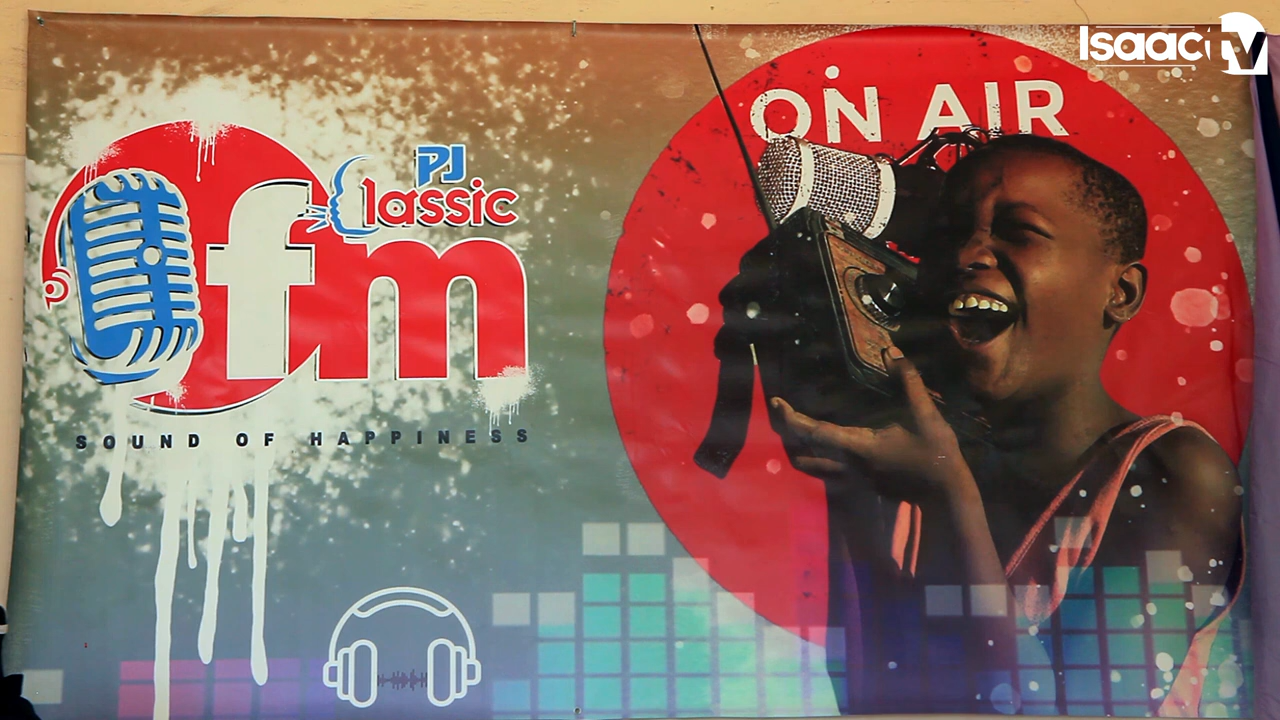 Isaac TV
ON AIR
PJ
Classic
fm
SOUND OF HAPPINESS